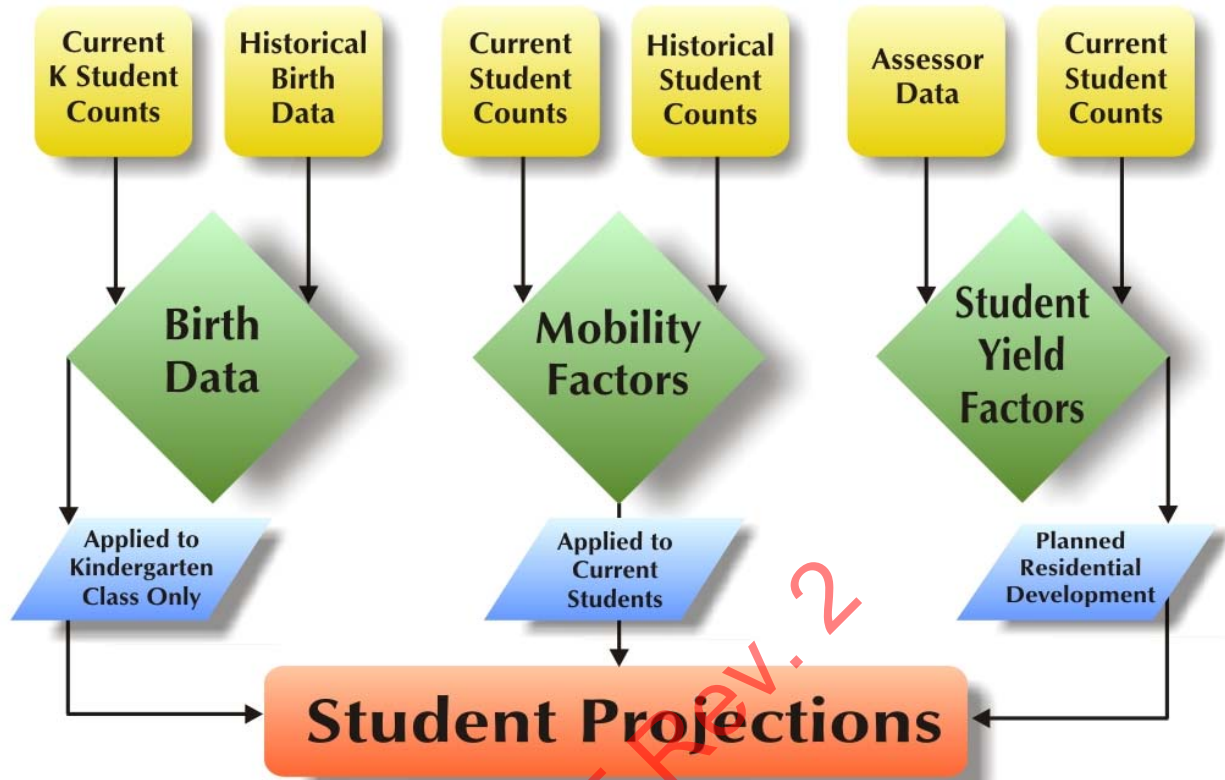 Current
K Student
Counts
Historical
Birth
Data
Current
Student
Counts
Historical
Student
Counts
Assessor
Data
Current
Student
Counts
Birth
Data
Mobility
Factors
Student
Yield
Factors
Applied to
Kindergarten
Class Only
Applied to
Current
Students
Planned
Residential
Development
Rev. 2
Student Projections